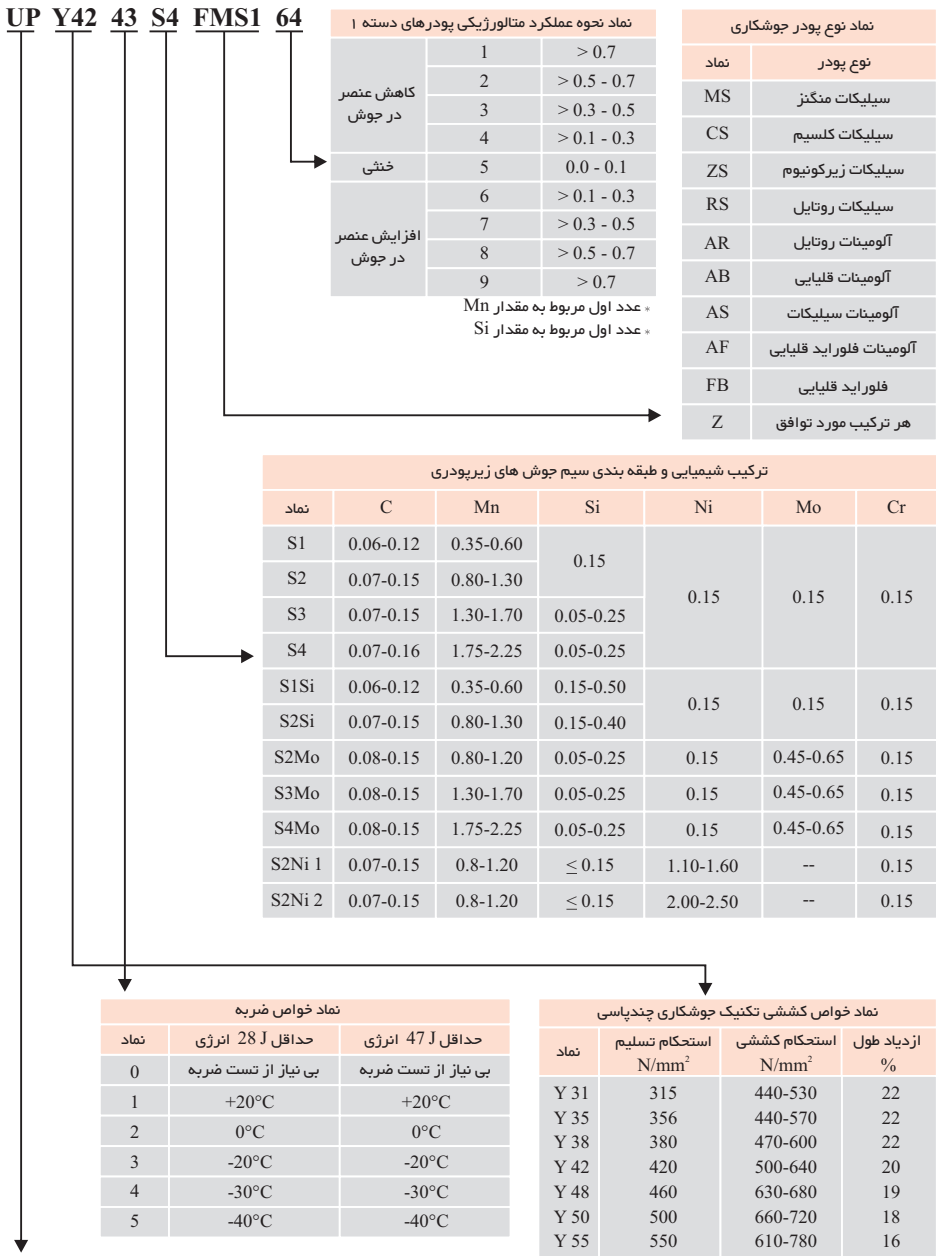 UP Y42 43 S4 FMS1 64
نماد نحوه عملکرد متالورژیکی پودرهای دسته ۱
کاهش عنصر در جوش
1 > 0.7
2 > 0.5 - 0.7
3 > 0.3 - 0.5
4 > 0.1 - 0.3
خنثی 5 0.0 - 0.1
افزایش عنصر در جوش
6 > 0.1 - 0.3
7 > 0.3 - 0.5
8 > 0.5 - 0.7
9 > 0.7
* عدد اول مربوط به مقدار Mn
* عدد اول مربوط به مقدار Si
نماد نوع پودر جوشکاری
نماد نوع پودر
MS سیلیکات منگنز
CS سیلیکات کلسیم
ZS سیلیکات زیرکونیوم
RS سیلیکات روتایل
AR آلومینات روتایل
AB آلومینات قلیایی
AS آلومینات سیلیکات
AF آلومینات فلوراید قلیایی
FB فلوراید قلیایی
Z هر ترکیب مورد توافق
ترکیب شیمیایی و طبقه بندی سیم جوش های زیرپودری
نماد C Mn Si Ni Mo Cr
S1 0.06-0.12 0.35-0.60 0.15 0.15 0.15 0.15
S2 0.07-0.15 0.80-1.30
S3 0.07-0.15 1.30-1.70 0.05-0.25
S4 0.07-0.16 1.75-2.25 0.05-0.25
S1Si 0.06-0.12 0.35-0.60 0.15-0.50 0.15 0.15 0.15
S2Si 0.07-0.15 0.80-1.30 0.15-0.40
S2Mo 0.08-0.15 0.80-1.20 0.05-0.25 0.15 0.45-0.65 0.15
S3Mo 0.08-0.15 1.30-1.70 0.05-0.25 0.15 0.45-0.65 0.15
S4Mo 0.08-0.15 1.75-2.25 0.05-0.25 0.15 0.45-0.65 0.15
S2Ni 1 0.07-0.15 0.8-1.20 ≤ 0.15 1.10-1.60 -- 0.15
S2Ni 2 0.07-0.15 0.8-1.20 ≤ 0.15 2.00-2.50 -- 0.15
نماد خواص ضربه
نماد حداقل 28 J انرژی حداقل 47 J انرژی
0 بی نیاز از تست ضربه بی نیاز از تست ضربه
1 +20°C +20°C
2 0°C 0°C
3 -20°C -20°C
4 -30°C -30°C
5 -40°C -40°C
نماد خواص کششی تکنیک جوشکاری چندپاسی
نماد استحکام تسلیم N/mm² استحکام کششی N/mm² ازدیاد طول %
Y 31 315 440-530 22
Y 35 356 440-570 22
Y 38 380 470-600 22
Y 42 420 500-640 20
Y 48 460 630-680 19
Y 50 500 660-720 18
Y 55 550 610-780 16